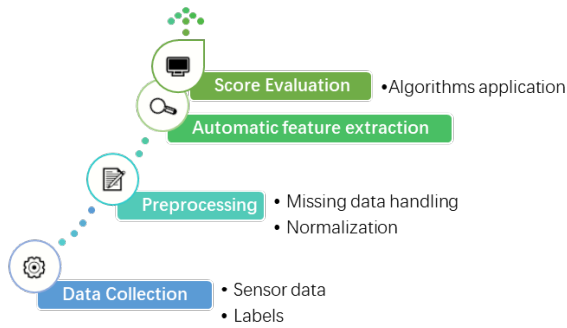 Score Evaluation
•Algorithms application
Automatic feature extraction
Preprocessing
• Missing data handling
• Normalization
Data Collection
• Sensor data
• Labels